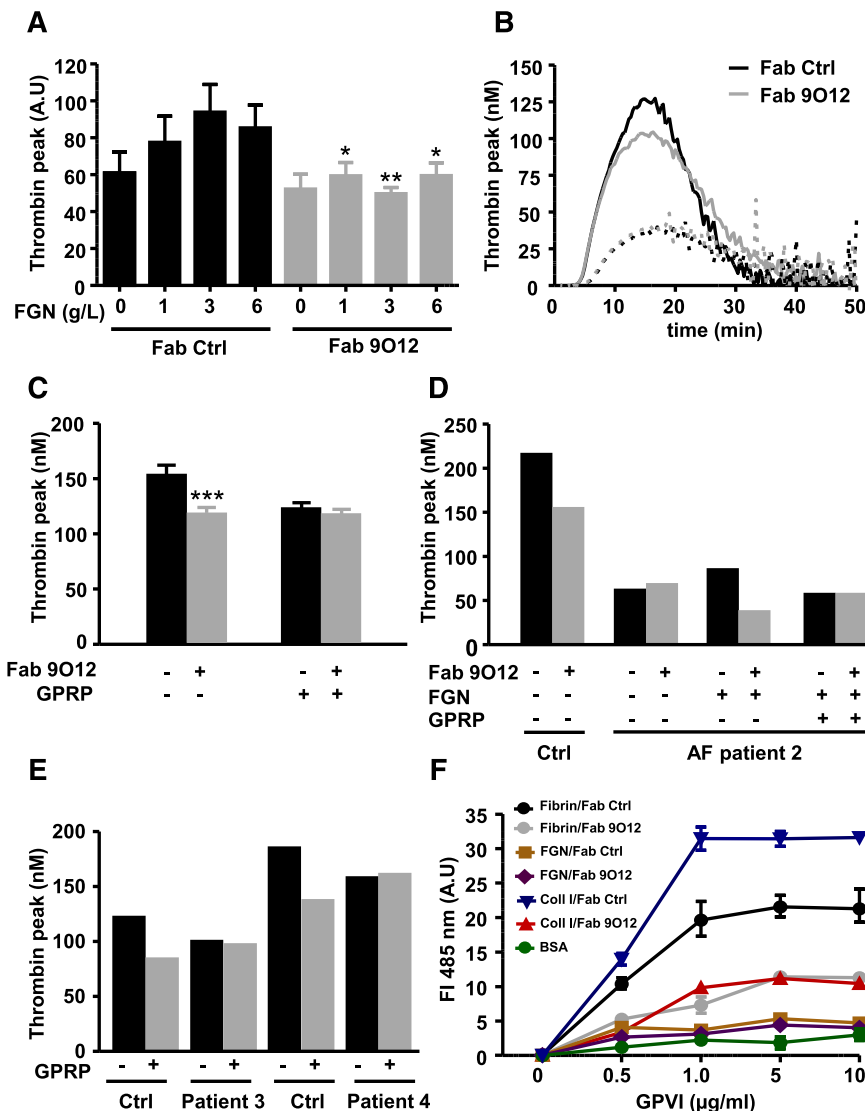 A
Thrombin peak (A.U)
120
100
80
60
40
20
0
* ** *
FGN (g/L) 0 1 3 6 0 1 3 6
Fab Ctrl Fab 9O12
B
Thrombin peak (nM)
150
125
100
75
50
25
0
Fab Ctrl
Fab 9O12
10 20 30 40 50
time (min)
C
Thrombin peak (nM)
200
150
100
50
0
***
Fab 9O12 - + - +
GPRP - - + +
D
Thrombin peak (nM)
250
200
150
100
50
0
Fab 9O12 - + - + - + - +
FGN - - - - + + + +
GPRP - - - - - - + +
Ctrl AF patient 2
E
Thrombin peak (nM)
200
150
100
50
0
GPRP - + - + - + - +
Ctrl Patient 3 Ctrl Patient 4
F
FI 485 nm (A.U)
35
30
25
20
15
10
5
0
Fibrin/Fab Ctrl
Fibrin/Fab 9O12
FGN/Fab Ctrl
FGN/Fab 9O12
Coll I/Fab Ctrl
Coll I/Fab 9O12
BSA
0 0.5 1.0 5 10
GPVI (µg/ml)